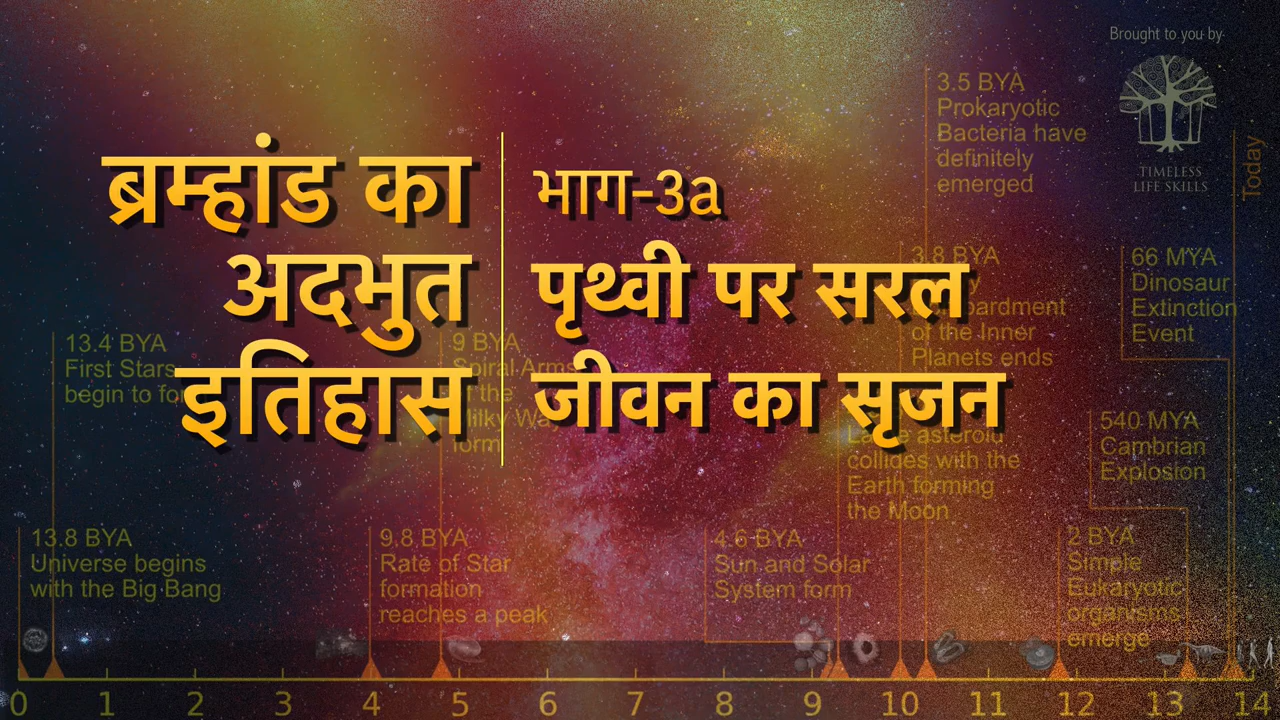 Brought to you by
TIMELESS
LIFE SKILLS
ब्रम्हांड का
अदभुत
इतिहास
भाग-3a
पृथ्वी पर सरल
जीवन का सृजन
13.8 BYA
Universe begins
with the Big Bang
13.4 BYA
First Stars
begin to
9.8 BYA
Rate of Star
formation
reaches a peak
9 BYA
Spiral Arms
the
form
4.6 BYA
Sun and Solar
System form
asteroid
collides with the
Earth forming
the Moon
3.8 BYA
of the Inner
Planets ends
3.5 BYA
Prokaryotic
Bacteria have
definitely
emerged
2 BYA
Simple
Eukaryotic
organisms
emerge
540 MYA
Cambrian
Explosion
66 MYA
Dinosaur
Extinction
Event
Today
0 1 2 3 4 5 6 7 8 9 10 11 12 13 14